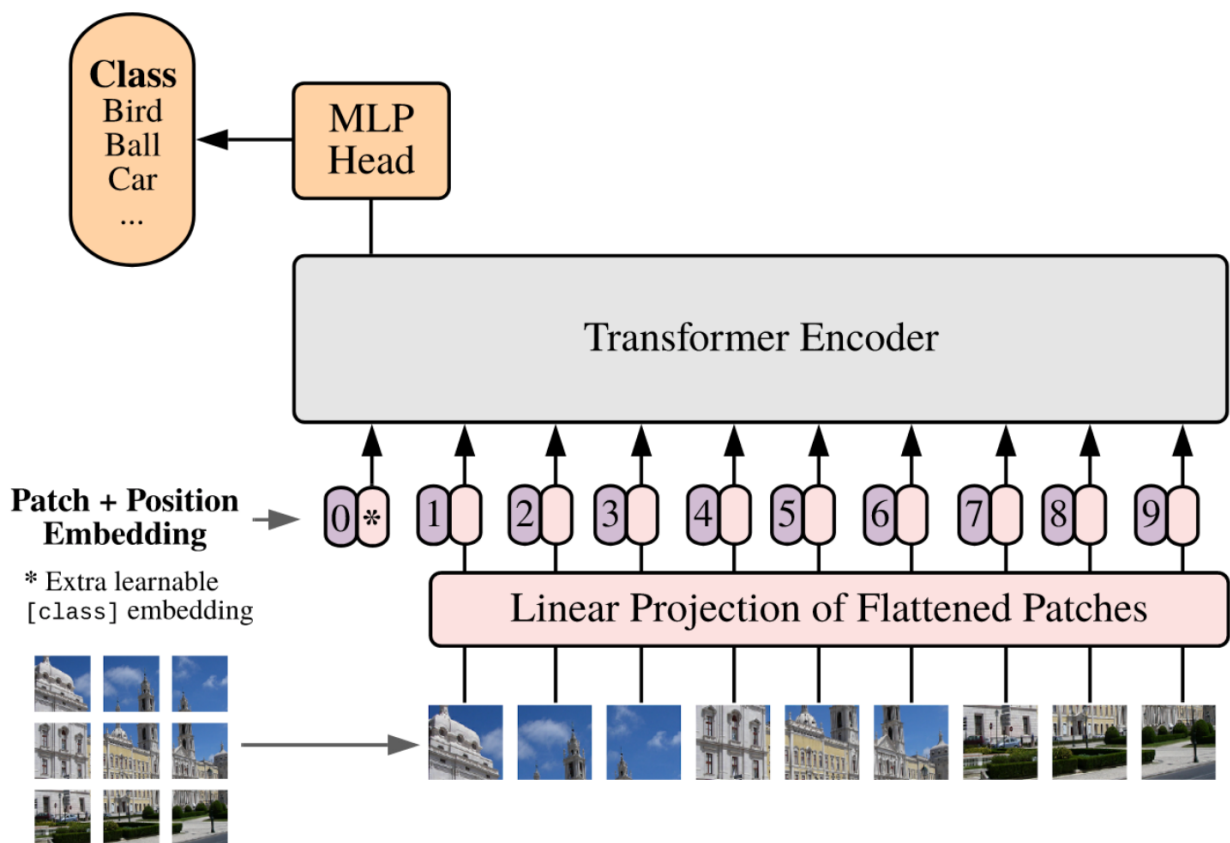 Class
Bird
Ball
Car
...
MLP
Head
Transformer Encoder
Patch + Position
Embedding
0 * 1 2 3 4 5 6 7 8 9
* Extra learnable
[class] embedding
Linear Projection of Flattened Patches